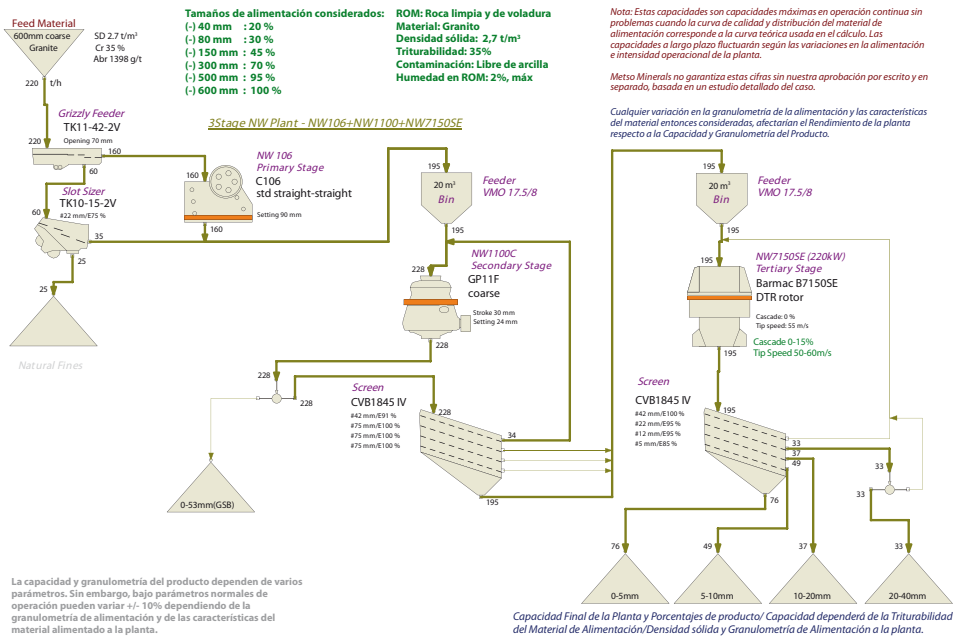 Feed Material
600mm coarse
Granite
SD 2.7 t/m³
Cr 35 %
Abr 1398 g/t
220 t/h
Tamaños de alimentación considerados:
(-) 40 mm : 20 %
(-) 80 mm : 30 %
(-) 150 mm : 45 %
(-) 300 mm : 70 %
(-) 500 mm : 95 %
(-) 600 mm : 100 %
ROM: Roca limpia y de voladura
Material: Granito
Densidad sólida: 2,7 t/m³
Triturabilidad: 35%
Contaminación: Libre de arcilla
Humedad en ROM: 2%, máx
Nota: Estas capacidades son capacidades máximas en operación continua sin
problemas cuando la curva de calidad y distribución del material de
alimentación corresponde a la curva teórica usada en el cálculo. Las
capacidades a largo plazo fluctuarán según las variaciones en la alimentación
e intensidad operacional de la planta.
Metso Minerals no garantiza estas cifras sin nuestra aprobación por escrito y en
separado, basada en un estudio detallado del caso.
Cualquier variación en la granulometría de la alimentación y las características
del material entonces consideradas, afectarían el Rendimiento de la planta
respecto a la Capacidad y Granulometría del Producto.
3Stage NW Plant - NW106+NW1100+NW7150SE
Grizzly Feeder
TK11-42-2V
Opening 70 mm
220
160
60
Slot Sizer
TK10-15-2V
#22 mm/E75 %
60
35
25
25
Natural Fines
NW 106
Primary Stage
C106
std straight-straight
Setting 90 mm
160
160
195
20 m³
Bin
Feeder
VMO 17.5/8
195
NW1100C
Secondary Stage
GP11F
coarse
Stroke 30 mm
Setting 24 mm
228
228
228
228
0-53mm(GSB)
Screen
CVB1845 IV
#42 mm/E91 %
#75 mm/E100 %
#75 mm/E100 %
#75 mm/E100 %
228
34
195
195
20 m³
Bin
Feeder
VMO 17.5/8
195
195
NW7150SE (220kW)
Tertiary Stage
Barmac B7150SE
DTR rotor
Cascade: 0 %
Tip speed: 55 m/s
Cascade 0-15%
Tip Speed 50-60m/s
195
Screen
CVB1845 IV
#42 mm/E100 %
#22 mm/E95 %
#12 mm/E95 %
#5 mm/E85 %
195
33
37
49
76
33
33
76
49
37
33
0-5mm
5-10mm
10-20mm
20-40mm
La capacidad y granulometría del producto dependen de varios
parámetros. Sin embargo, bajo parámetros normales de
operación pueden variar +/- 10% dependiendo de la
granulometría de alimentación y de las características del
material alimentado a la planta.
Capacidad Final de la Planta y Porcentajes de producto/ Capacidad dependerá de la Triturabilidad
del Material de Alimentación/Densidad sólida y Granulometría de Alimentación a la planta.